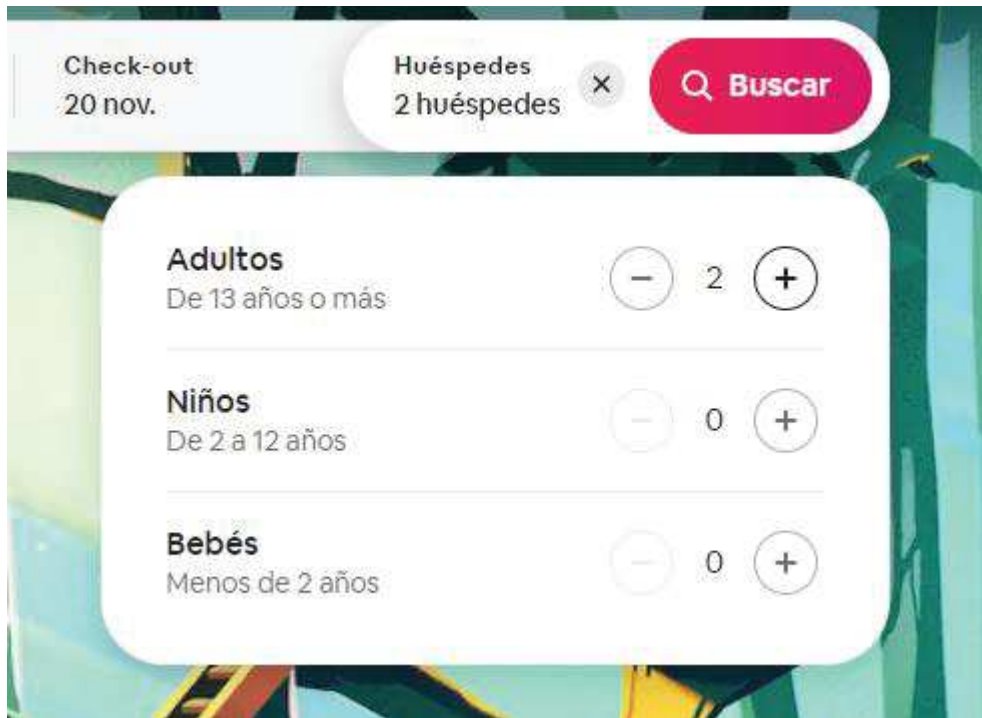 Check-out
20 nov.
Huéspedes
2 huéspedes
Buscar
Adultos
De 13 años o más
2
Niños
De 2 a 12 años
0
Bebés
Menos de 2 años
0